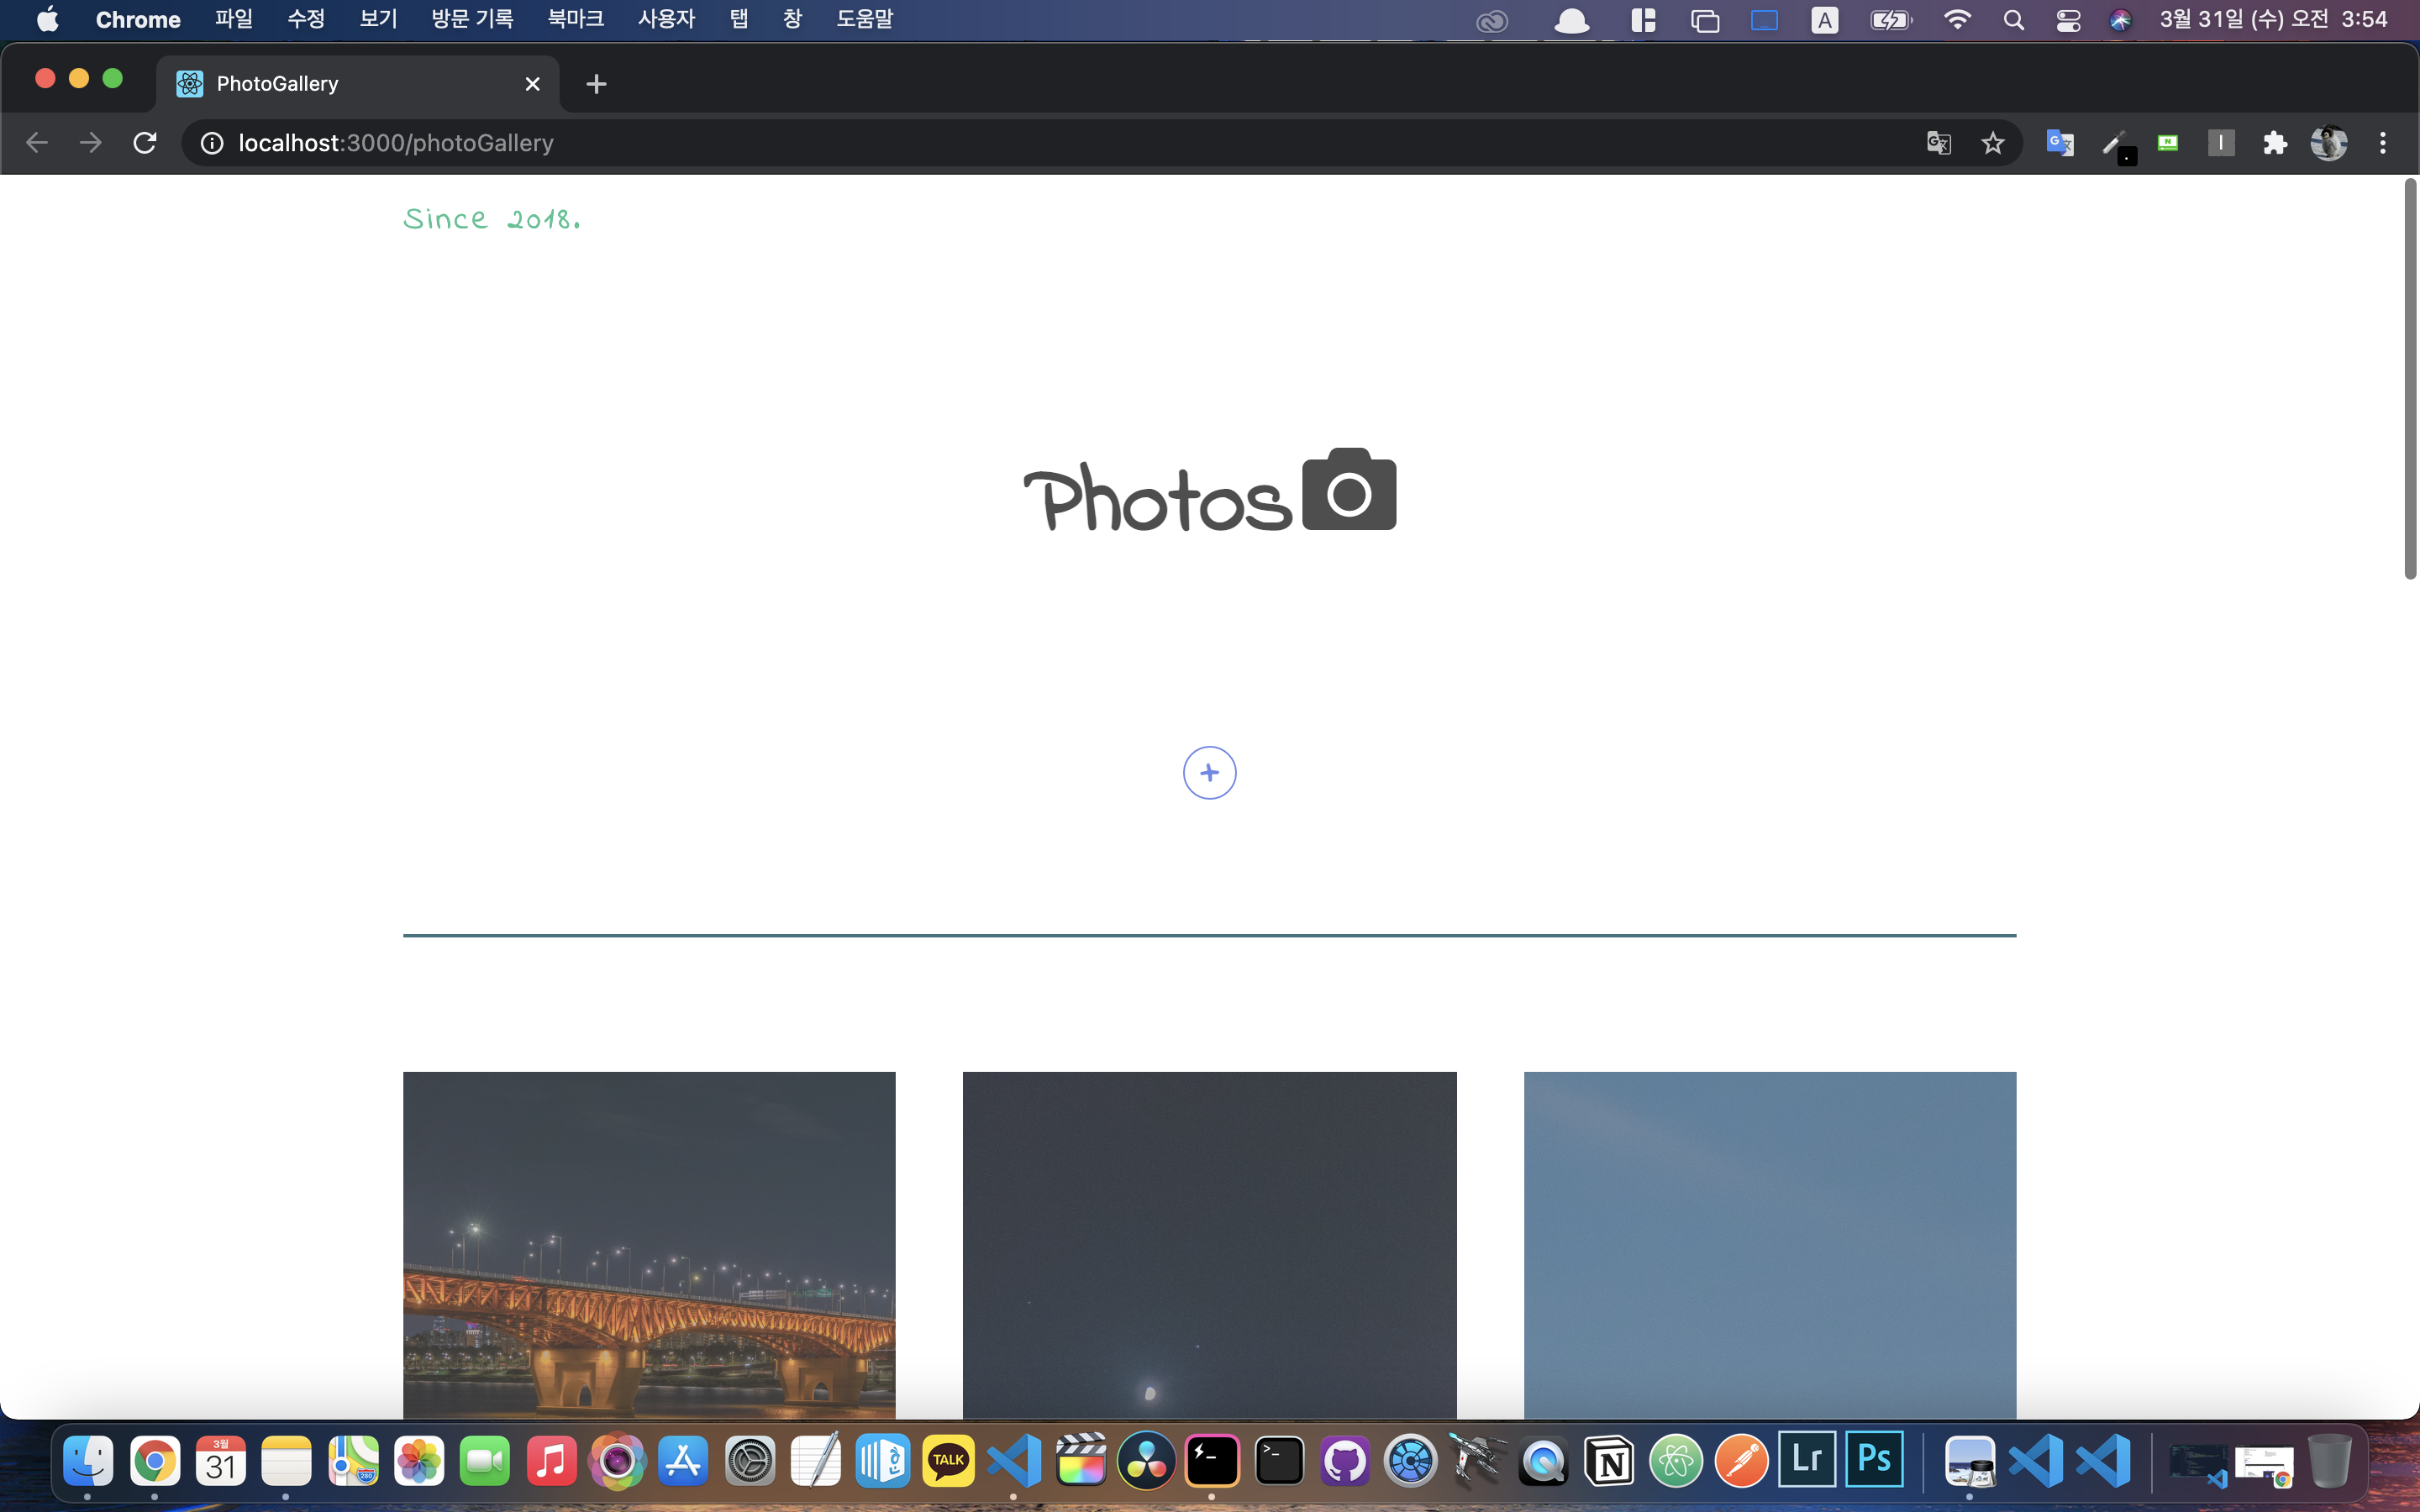 Chrome 파일 수정 보기 방문 기록 북마크 사용자 탭 창 도움말 A 3월 31일 (수) 오전 3:54
PhotoGallery
localhost:3000/photoGallery
Since 2018.
Photos
+
3월
31
280
TALK
N
Lr
Ps